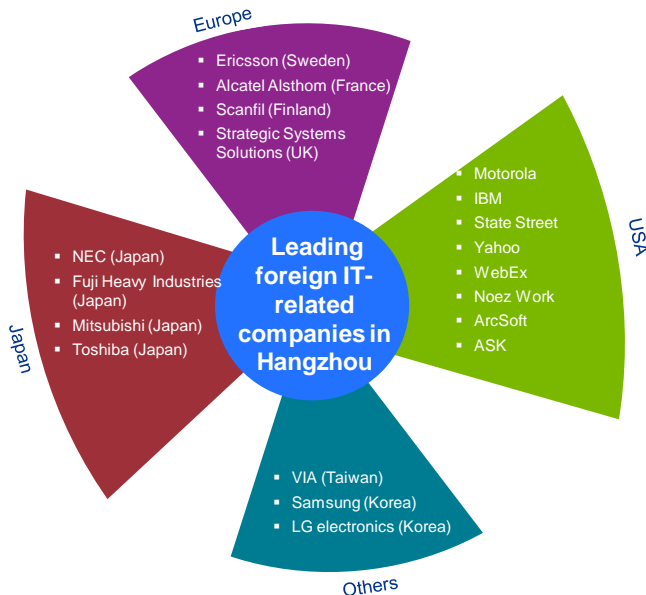 Europe
Ericsson (Sweden)
Alcatel Alsthom (France)
Scanfil (Finland)
Strategic Systems
Solutions (UK)
Motorola
IBM
State Street
Yahoo
WebEx
Noez Work
ArcSoft
ASK
USA
Leading
foreign IT-
related
companies in
Hangzhou
NEC (Japan)
Fuji Heavy Industries
(Japan)
Mitsubishi (Japan)
Toshiba (Japan)
Japan
VIA (Taiwan)
Samsung (Korea)
LG electronics (Korea)
Others